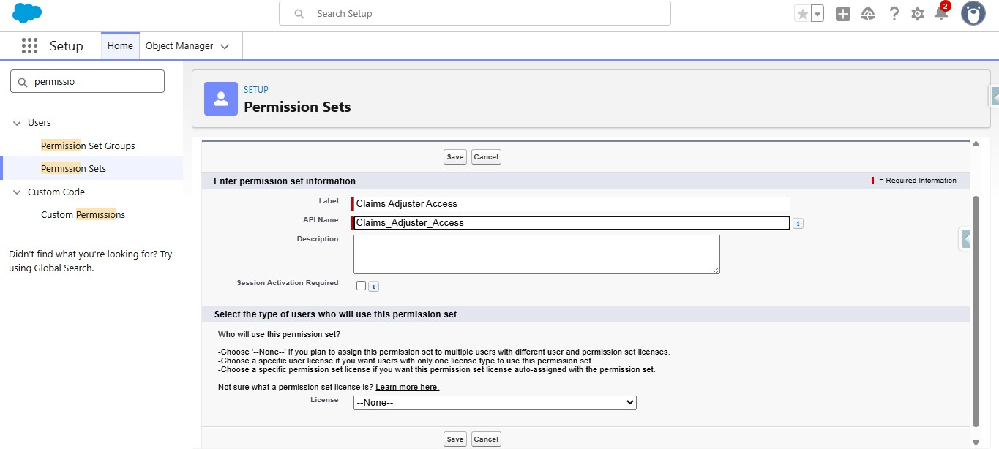 Search Setup
2
Setup
Home
Object Manager
permissio
Users
Permission Set Groups
Permission Sets
Custom Code
Custom Permissions
Didn't find what you're looking for? Try
using Global Search.
SETUP
Permission Sets
Save Cancel
Enter permission set information
= Required Information
Label Claims Adjuster Access
API Name Claims_Adjuster_Access i
Description
Session Activation Required i
Select the type of users who will use this permission set
Who will use this permission set?
-Choose '--None--' if you plan to assign this permission set to multiple users with different user and permission set licenses.
-Choose a specific user license if you want users with only one license type to use this permission set.
-Choose a specific permission set license if you want this permission set license auto-assigned with the permission set.
Not sure what a permission set license is? Learn more here.
License --None--
Save Cancel